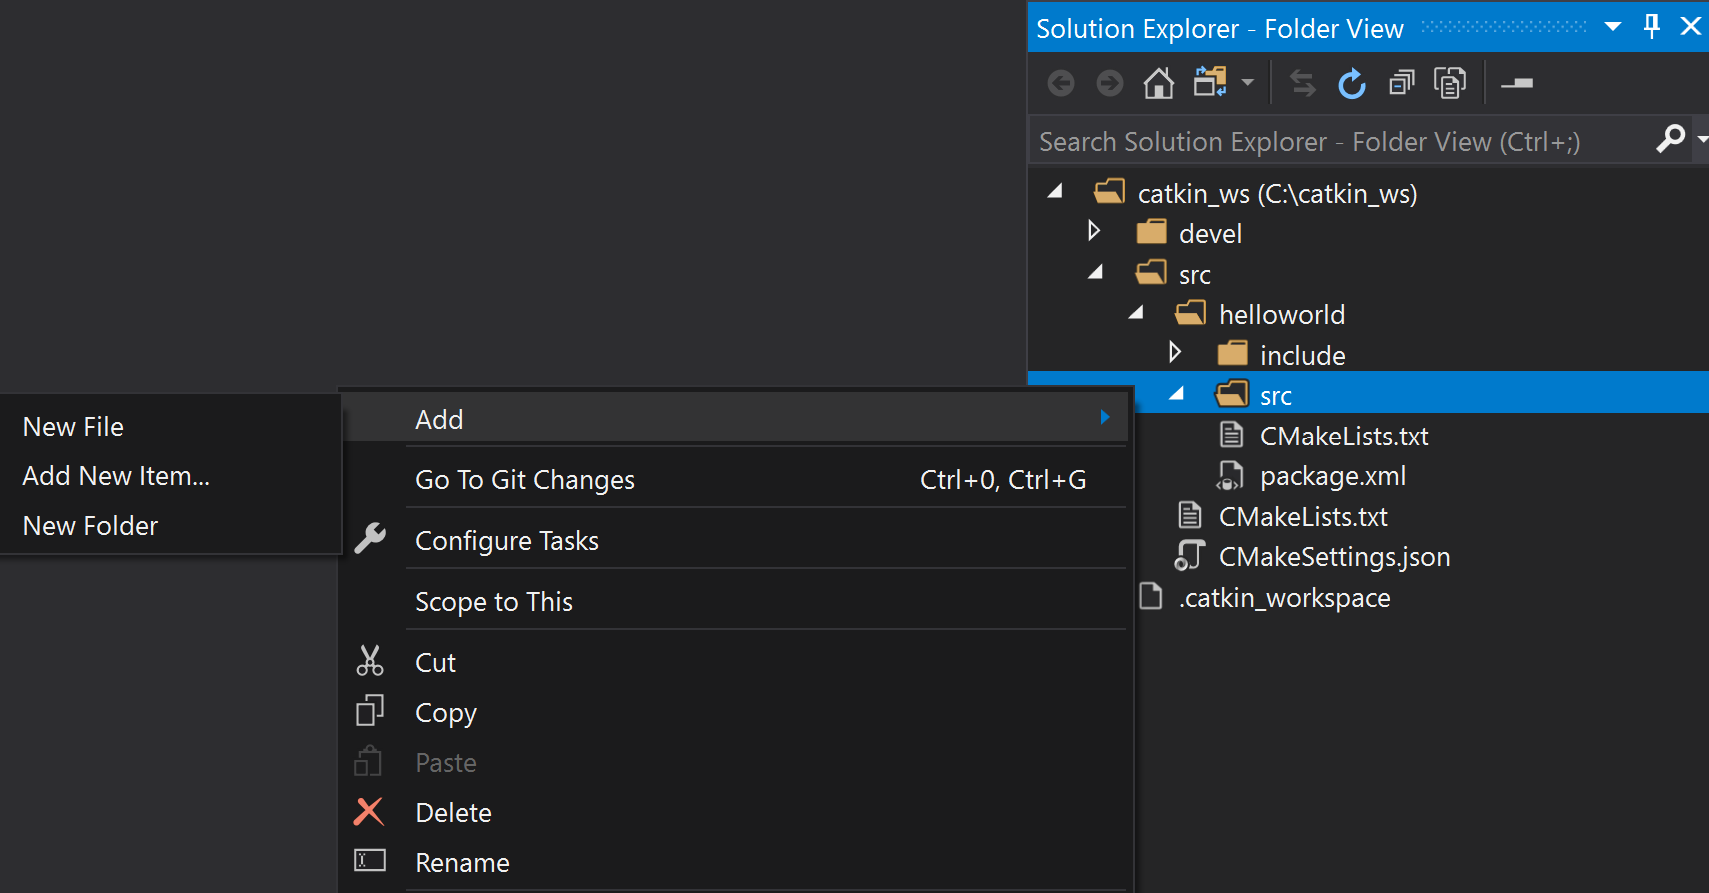 Solution Explorer - Folder View
Search Solution Explorer - Folder View (Ctrl+;)
catkin_ws (C:\catkin_ws)
devel
src
helloworld
include
src
CMakeLists.txt
package.xml
CMakeLists.txt
CMakeSettings.json
.catkin_workspace
Add
Go To Git Changes Ctrl+0, Ctrl+G
Configure Tasks
Scope to This
Cut
Copy
Paste
Delete
Rename
New File
Add New Item...
New Folder